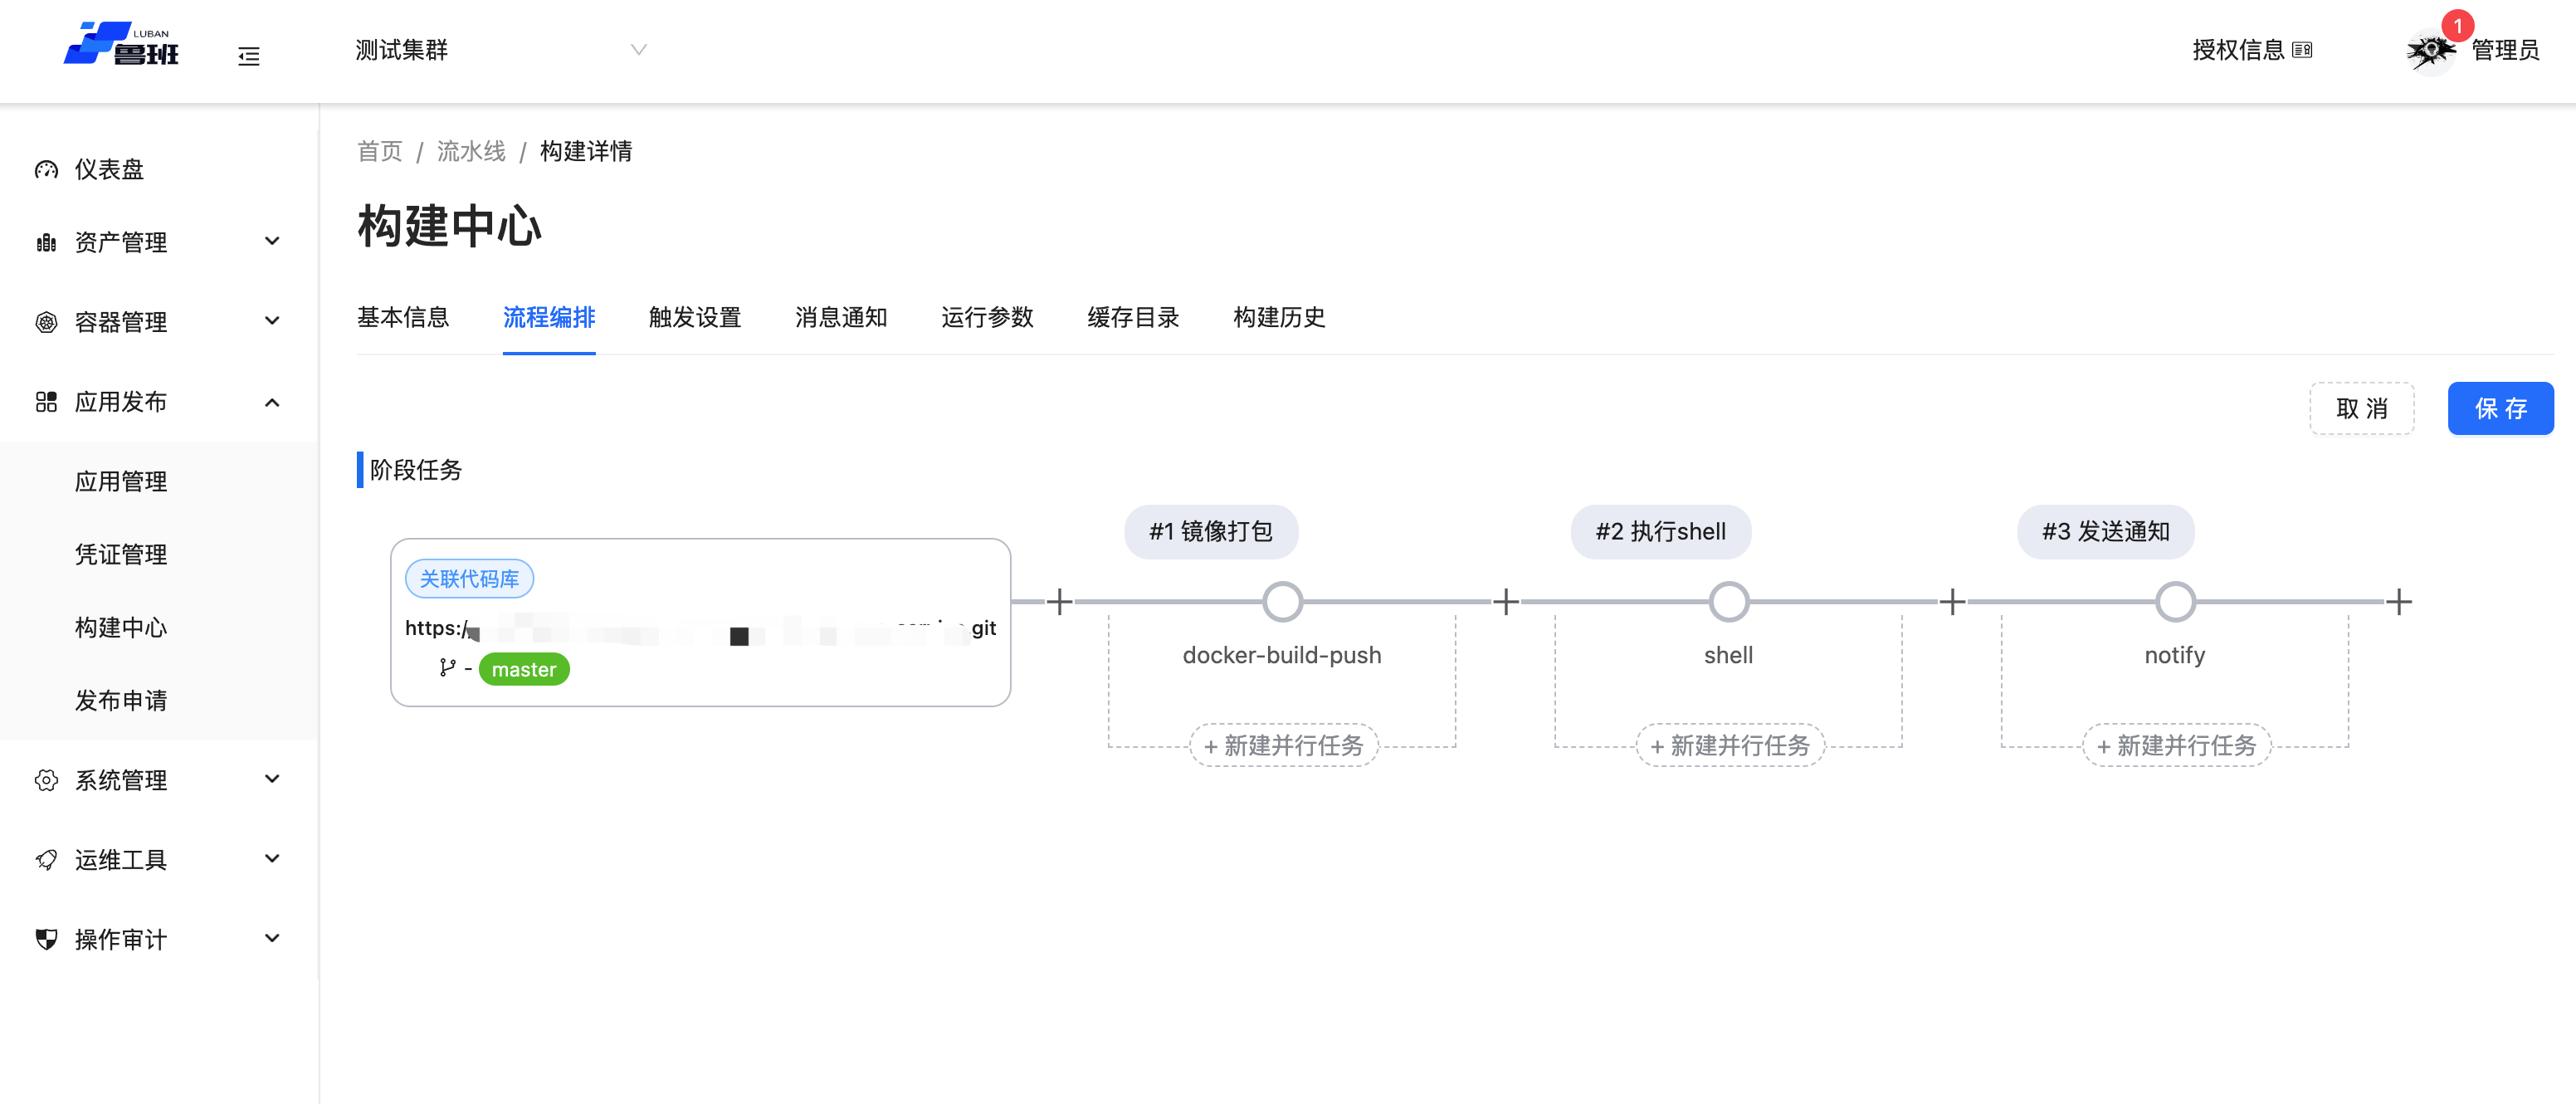 LUBAN
鲁班
测试集群
授权信息
1
管理员
仪表盘
资产管理
容器管理
应用发布
应用管理
凭证管理
构建中心
发布申请
系统管理
运维工具
操作审计
首页 / 流水线 / 构建详情
构建中心
基本信息 流程编排 触发设置 消息通知 运行参数 缓存目录 构建历史
取 消 保 存
阶段任务
关联代码库
https:/ git
- master
#1 镜像打包
docker-build-push
+ 新建并行任务
#2 执行shell
shell
+ 新建并行任务
#3 发送通知
notify
+ 新建并行任务